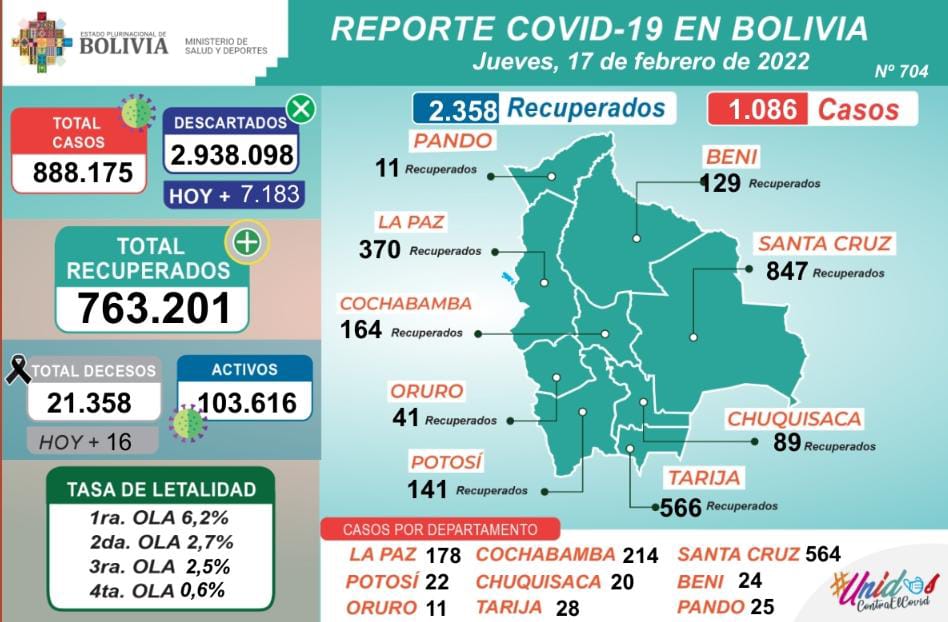 ESTADO PLURINACIONAL DE
BOLIVIA
MINISTERIO DE
SALUD Y DEPORTES
REPORTE COVID-19 EN BOLIVIA
Jueves, 17 de febrero de 2022
Nº 704
TOTAL
CASOS
888.175
DESCARTADOS
2.938.098
HOY + 7.183
TOTAL
RECUPERADOS
763.201
TOTAL DECESOS
21.358
HOY + 16
ACTIVOS
103.616
TASA DE LETALIDAD
1ra. OLA 6,2%
2da. OLA 2,7%
3ra. OLA 2,5%
4ta. OLA 0,6%
2.358 Recuperados
1.086 Casos
PANDO
11 Recuperados
BENI
129 Recuperados
LA PAZ
370 Recuperados
SANTA CRUZ
847 Recuperados
COCHABAMBA
164 Recuperados
ORURO
41 Recuperados
CHUQUISACA
89 Recuperados
POTOSÍ
141 Recuperados
TARIJA
566 Recuperados
CASOS POR DEPARTAMENTO
LA PAZ 178 COCHABAMBA 214 SANTA CRUZ 564
POTOSÍ 22 CHUQUISACA 20 BENI 24
ORURO 11 TARIJA 28 PANDO 25
#Unidos
ContraElCovid